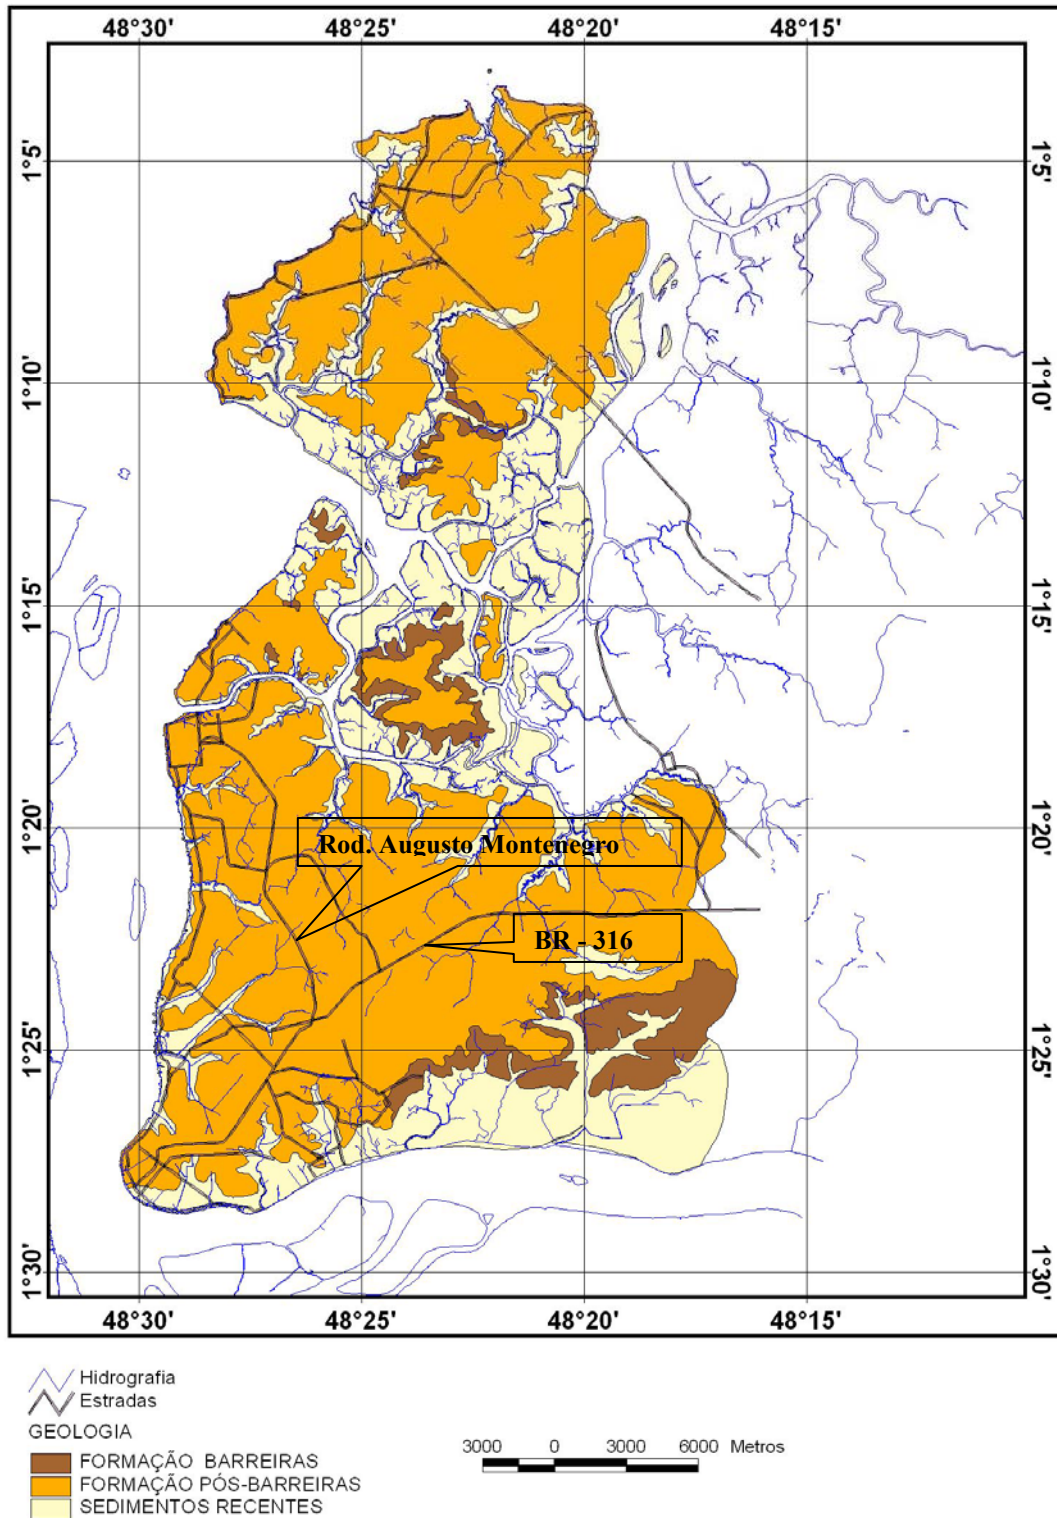 48°30' 48°25' 48°20' 48°15'
1°5' 1°5'
1°10' 1°10'
1°15' 1°15'
1°20' 1°20'
Rod. Augusto Montenegro
BR - 316
1°25' 1°25'
1°30' 1°30'
48°30' 48°25' 48°20' 48°15'
Hidrografia
Estradas
GEOLOGIA
3000 0 3000 6000 Metros
FORMAÇÃO BARREIRAS
FORMAÇÃO PÓS-BARREIRAS
SEDIMENTOS RECENTES